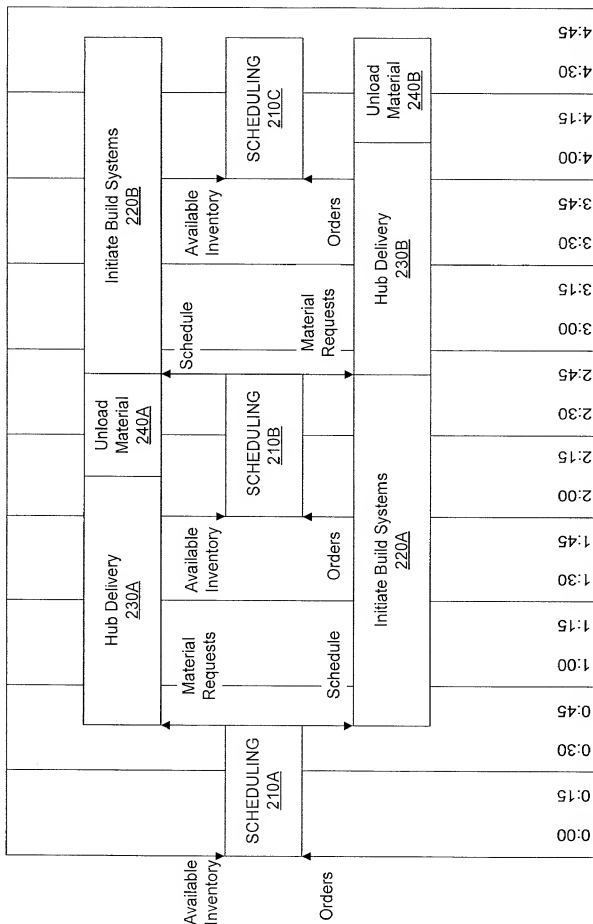 Available
Inventory
Orders
SCHEDULING
210A
Material
Requests
Schedule
Hub Delivery
230A
Initiate Build Systems
220A
Available
Inventory
Orders
SCHEDULING
210B
Unload
Material
240A
Schedule
Material
Requests
Initiate Build Systems
220B
Hub Delivery
230B
Available
Inventory
Orders
SCHEDULING
210C
Unload
Material
240B
0:00
0:15
0:30
0:45
1:00
1:15
1:30
1:45
2:00
2:15
2:30
2:45
3:00
3:15
3:30
3:45
4:00
4:15
4:30
4:45